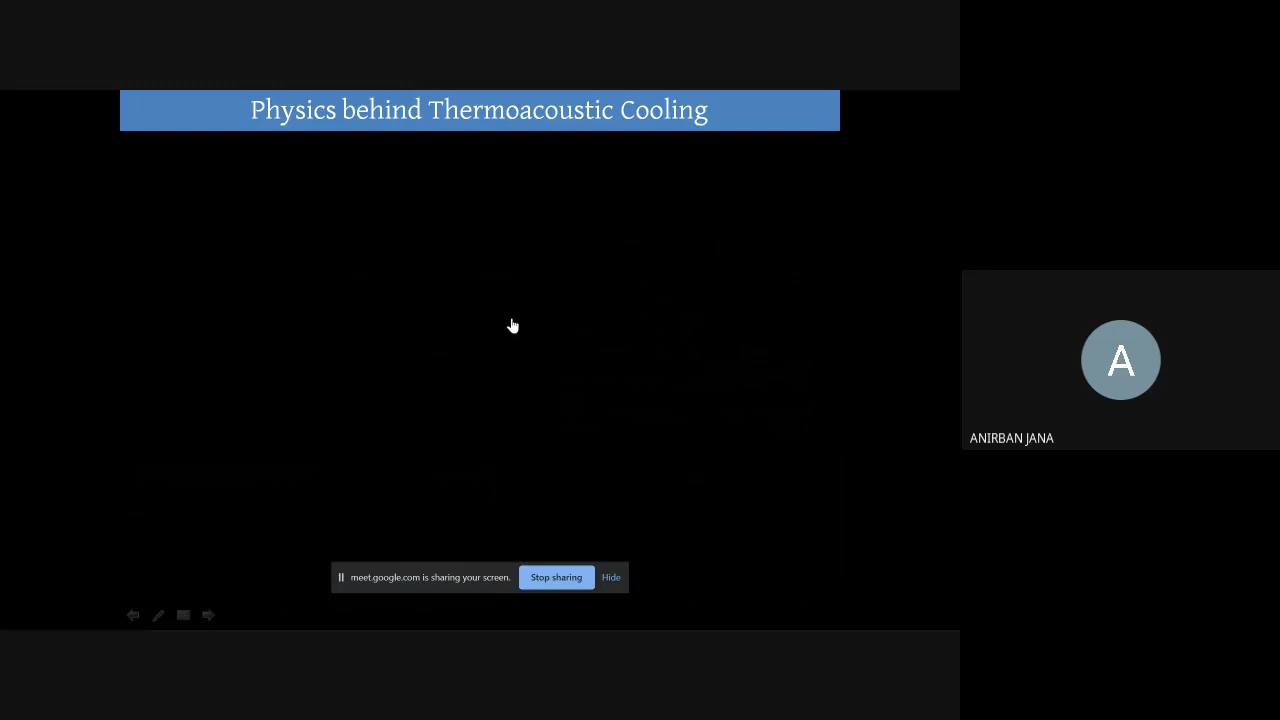 Physics behind Thermoacoustic Cooling
A
ANIRBAN JANA
meet.google.com is sharing your screen. Stop sharing Hide